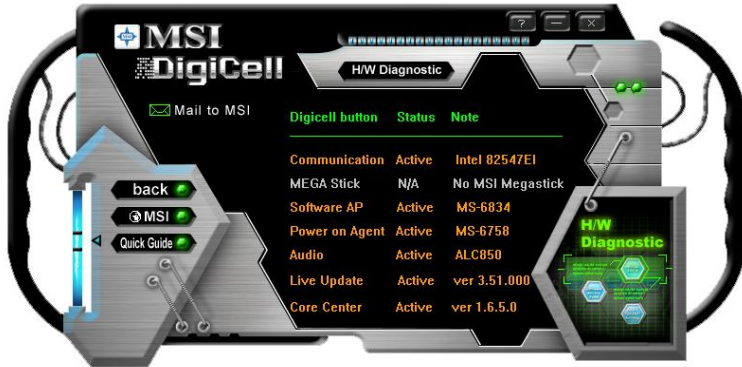 ? — X
MSI
DigiCell
H/W Diagnostic
Mail to MSI
Digicell button Status Note
Communication Active Intel 82547EI
MEGA Stick N/A No MSI Megastick
Software AP Active MS-6834
Power on Agent Active MS-6758
Audio Active ALC850
Live Update Active ver 3.51.000
Core Center Active ver 1.6.5.0
back
MSI
Quick Guide
H/W
Diagnostic